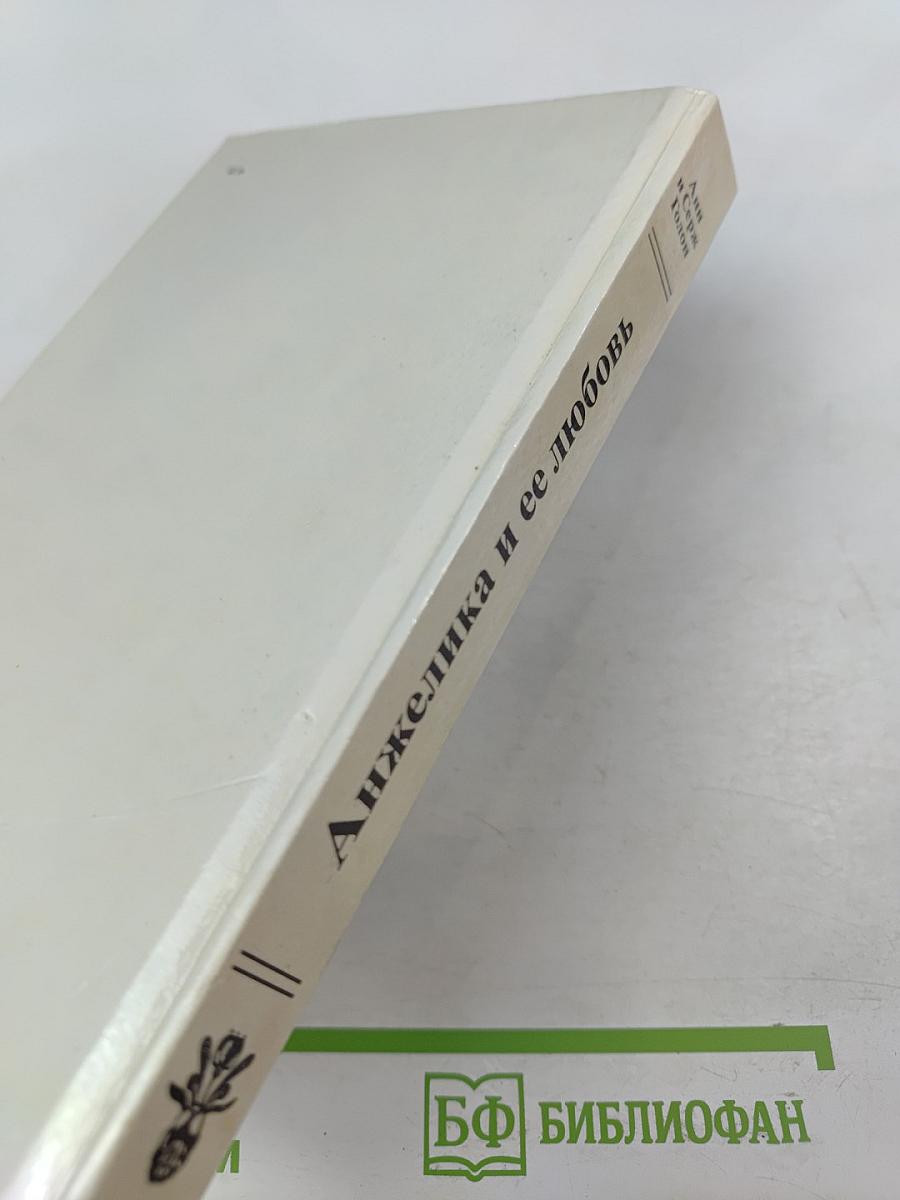 Анн
и Серж
Голон
Анжелика и ее любовь
И
БФ БИБЛИОФАН